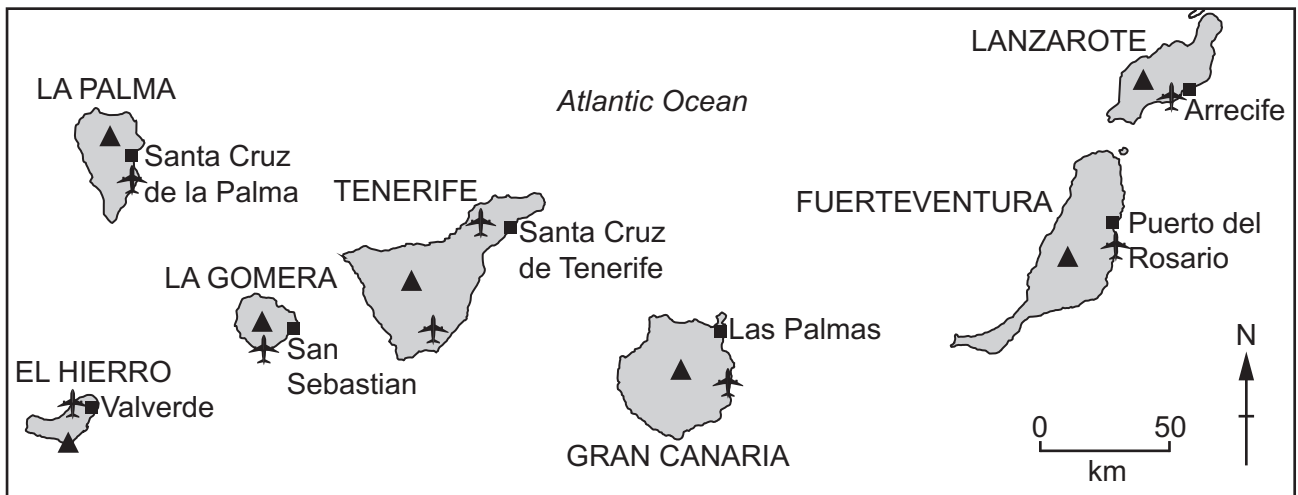 LANZAROTE
LA PALMA
Atlantic Ocean
Arrecife
Santa Cruz
de la Palma
TENERIFE
FUERTEVENTURA
Santa Cruz
de Tenerife
Puerto del
Rosario
LA GOMERA
Las Palmas
N
San
Sebastian
EL HIERRO
Valverde
0 50
km
GRAN CANARIA